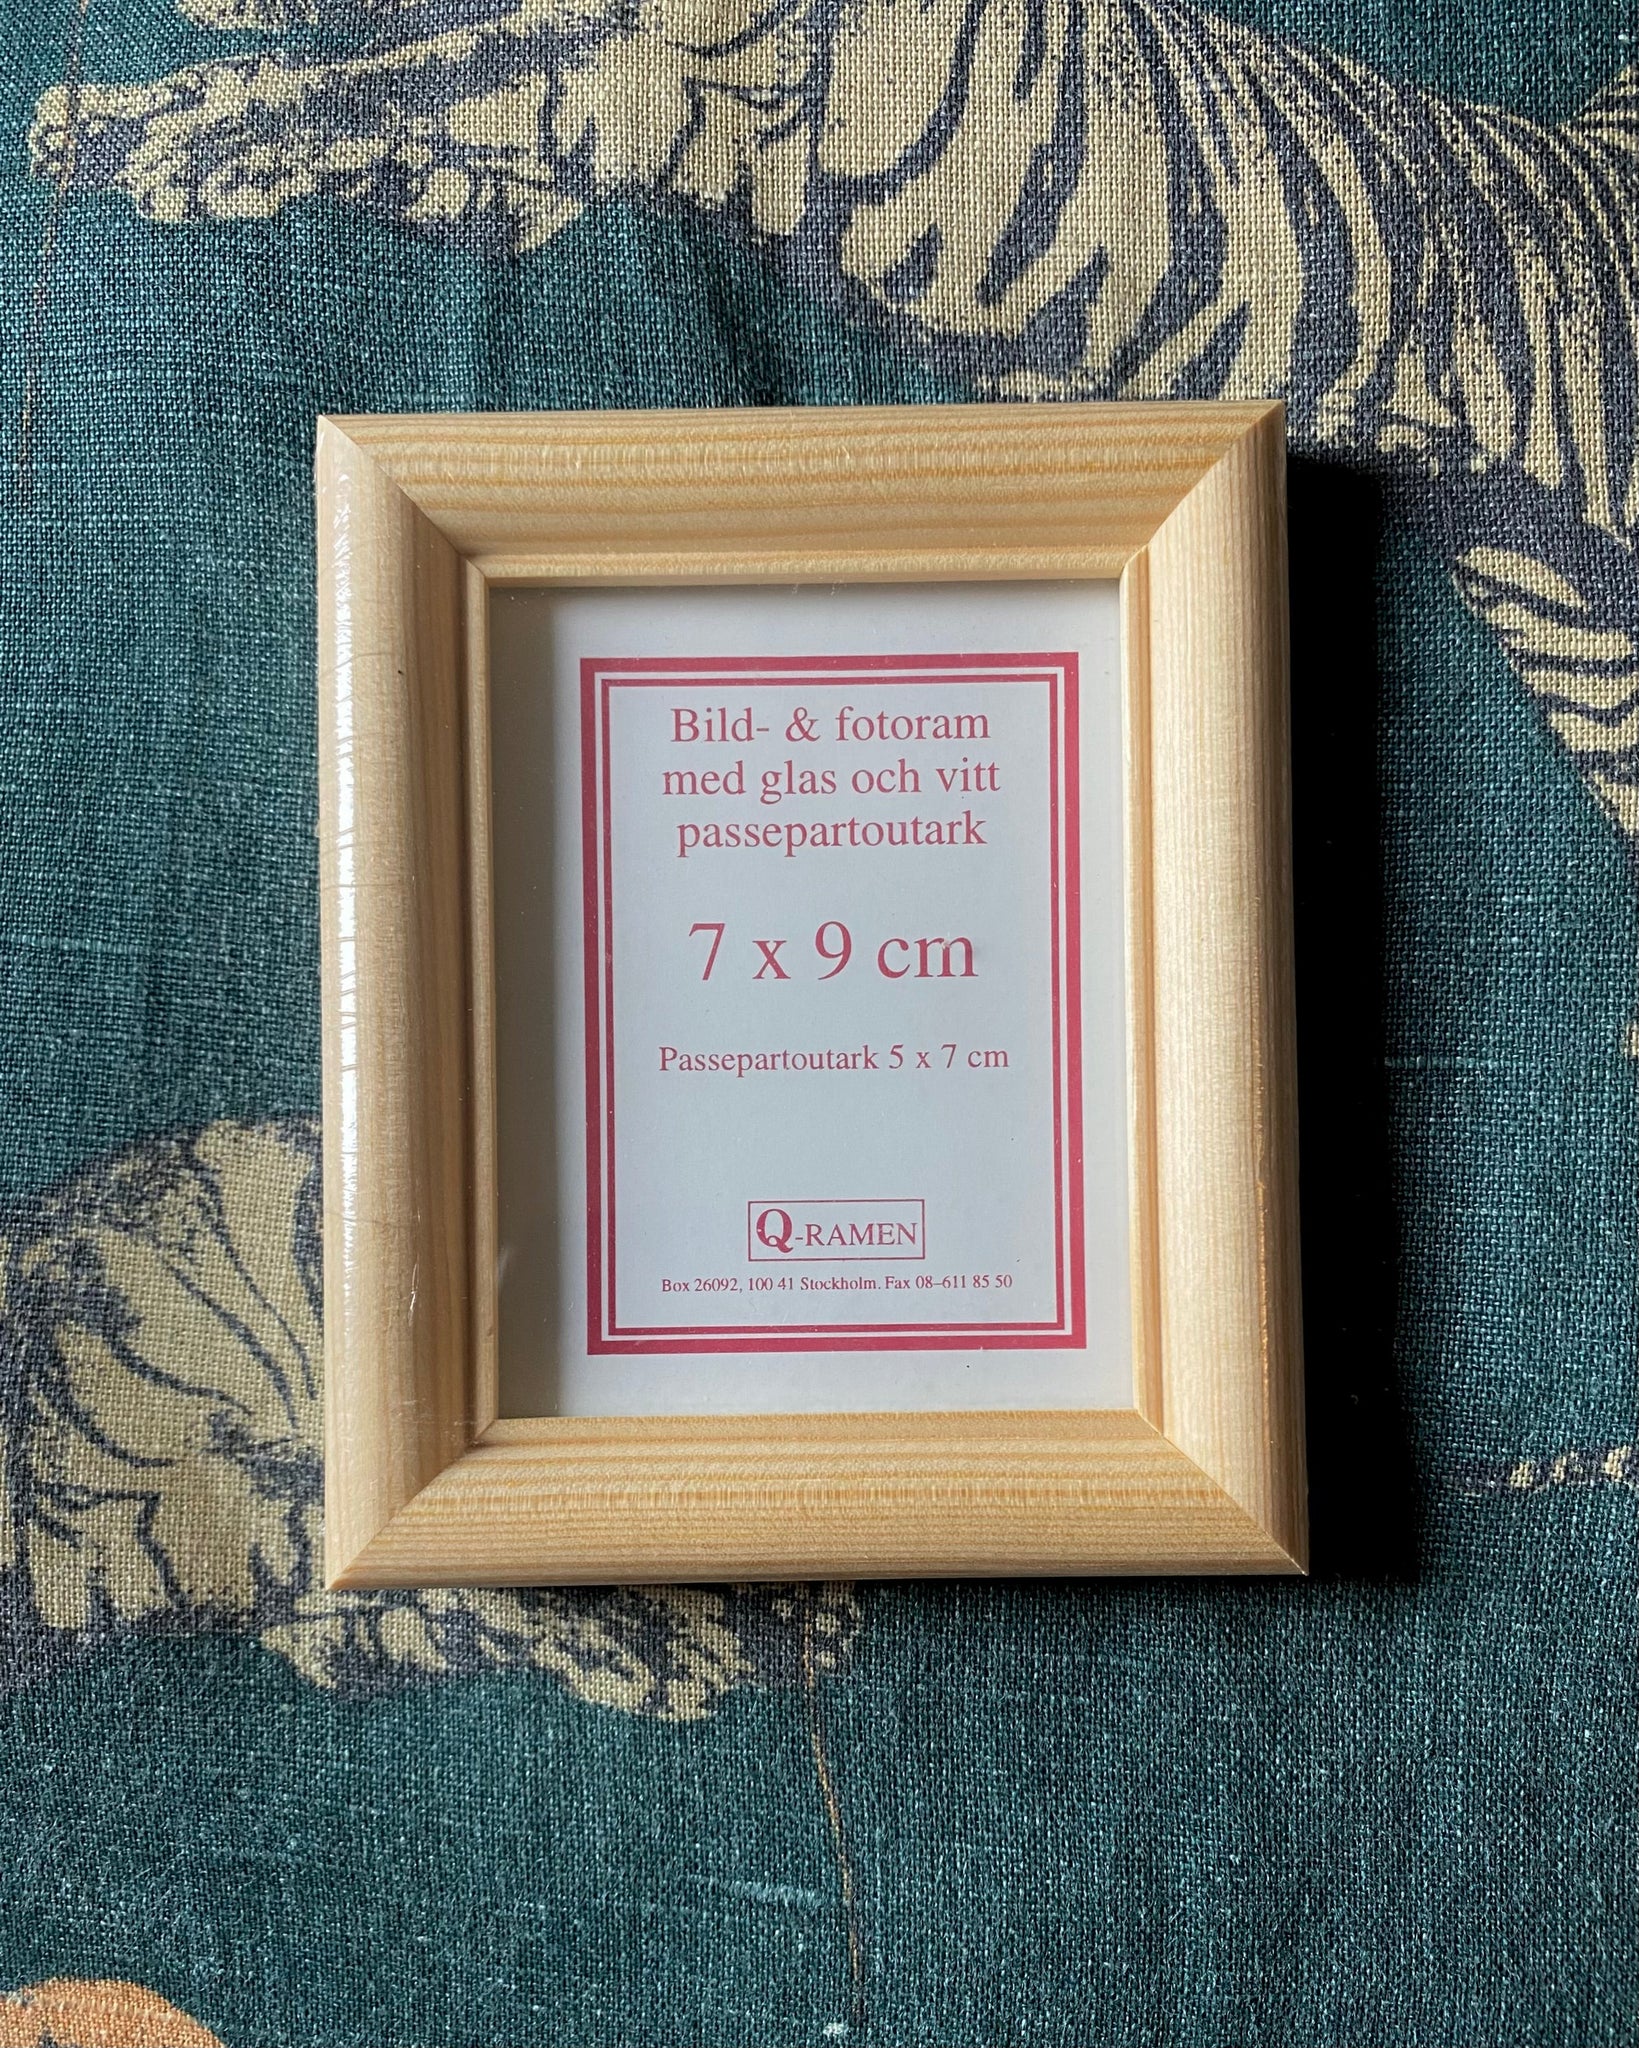 Bild- & fotoram
med glas och vitt
passepartoutark
7 x 9 cm
Passepartoutark 5 x 7 cm
Q-RAMEN
Box 26092, 100 41 Stockholm. Fax 08–611 85 50